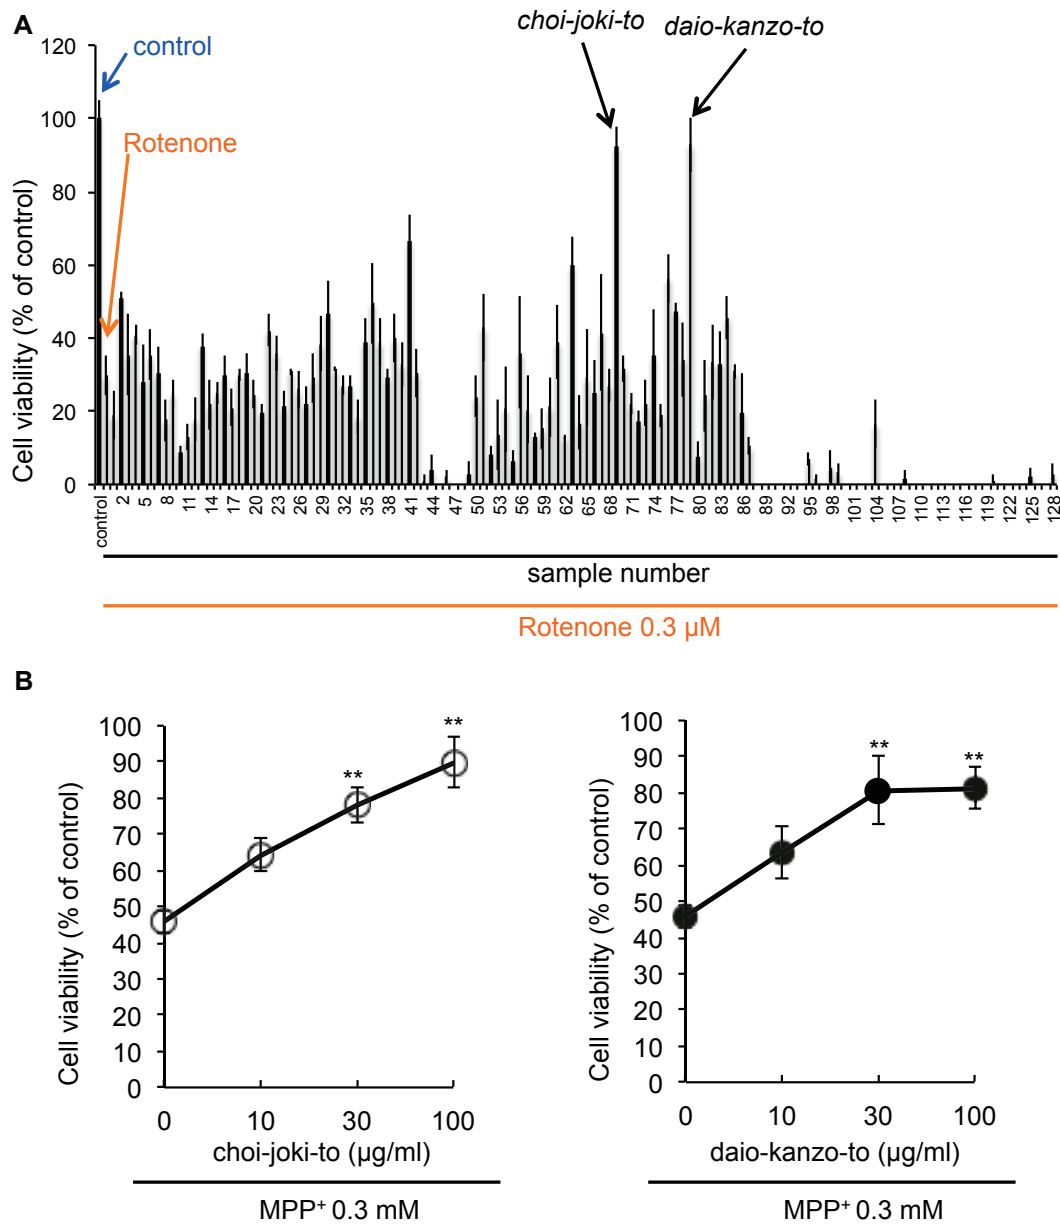 A
choi-joki-to
daio-kanzo-to
control
Rotenone
Cell viability (% of control)
120
100
80
60
40
20
0
control 2 5 8 11 14 17 20 23 26 29 32 35 38 41 44 47 50 53 56 59 62 65 68 71 74 77 80 83 86 89 92 95 98 101 104 107 110 113 116 119 122 125 128
sample number
Rotenone 0.3 µM
B
Cell viability (% of control)
100
90
80
70
60
50
40
30
20
10
0
**
**
0 10 30 100
choi-joki-to (µg/ml)
MPP+ 0.3 mM
Cell viability (% of control)
100
90
80
70
60
50
40
30
20
10
0
**
**
0 10 30 100
daio-kanzo-to (µg/ml)
MPP+ 0.3 mM